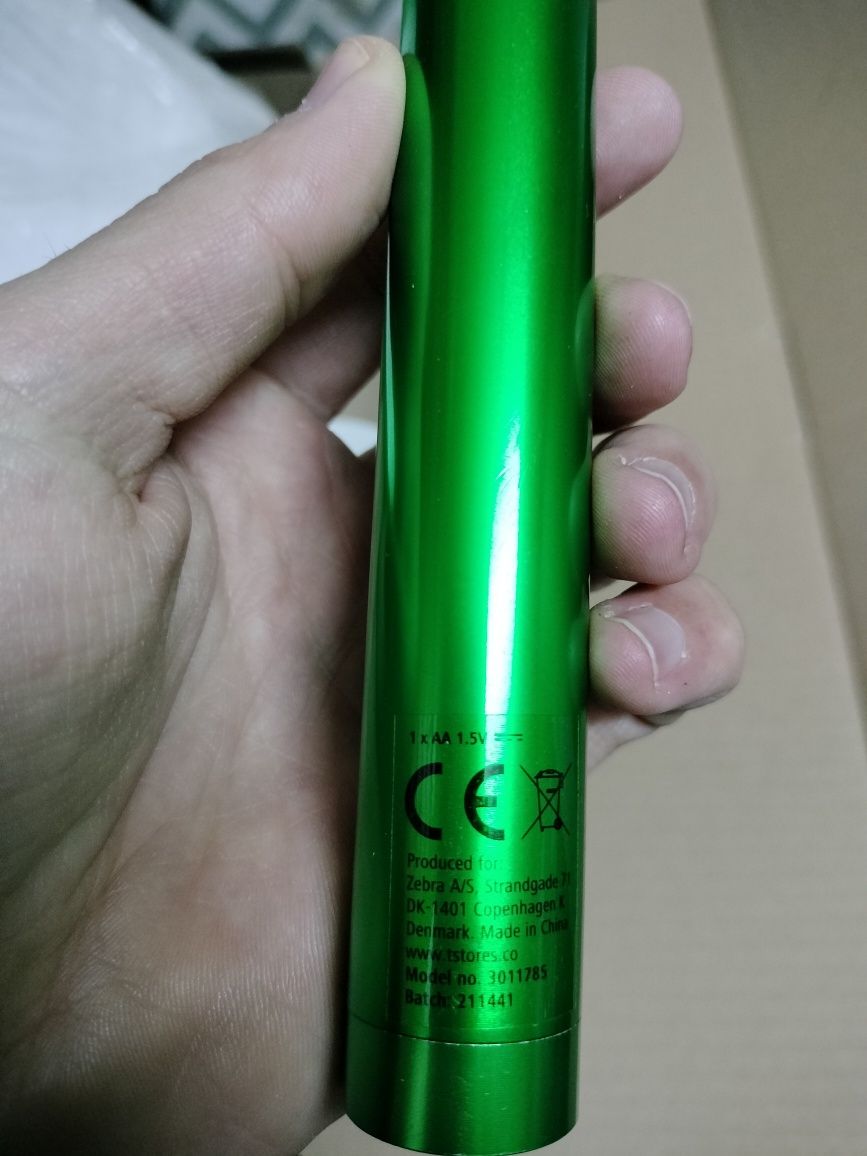 1 x AA 1.5V
CE
Produced for:
Zebra A/S, Strandgade 71
DK-1401 Copenhagen K
Denmark. Made in China
www.tstores.co
Model no. 3011785
Batch: 211441